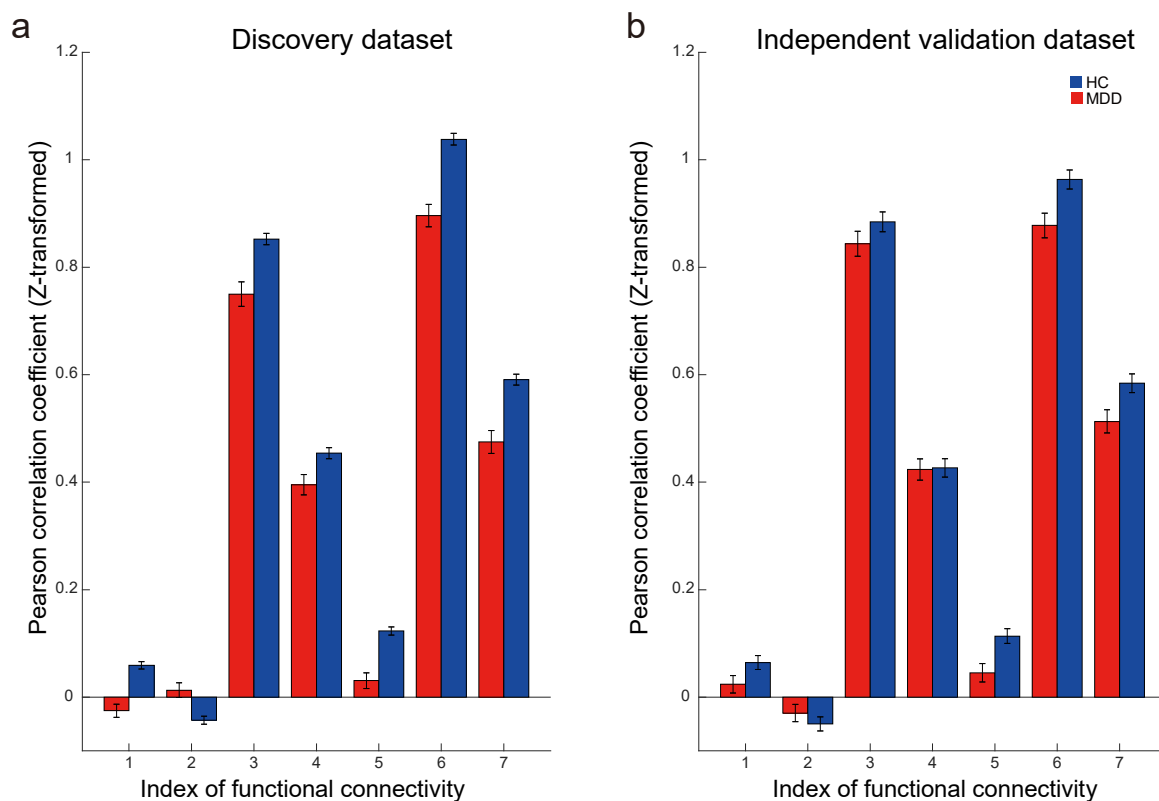 a
Discovery dataset
Pearson correlation coefficient (Z-transformed)
1.2
1
0.8
0.6
0.4
0.2
0
1 2 3 4 5 6 7
Index of functional connectivity
b
Independent validation dataset
HC
MDD
Pearson correlation coefficient (Z-transformed)
1.2
1
0.8
0.6
0.4
0.2
0
1 2 3 4 5 6 7
Index of functional connectivity